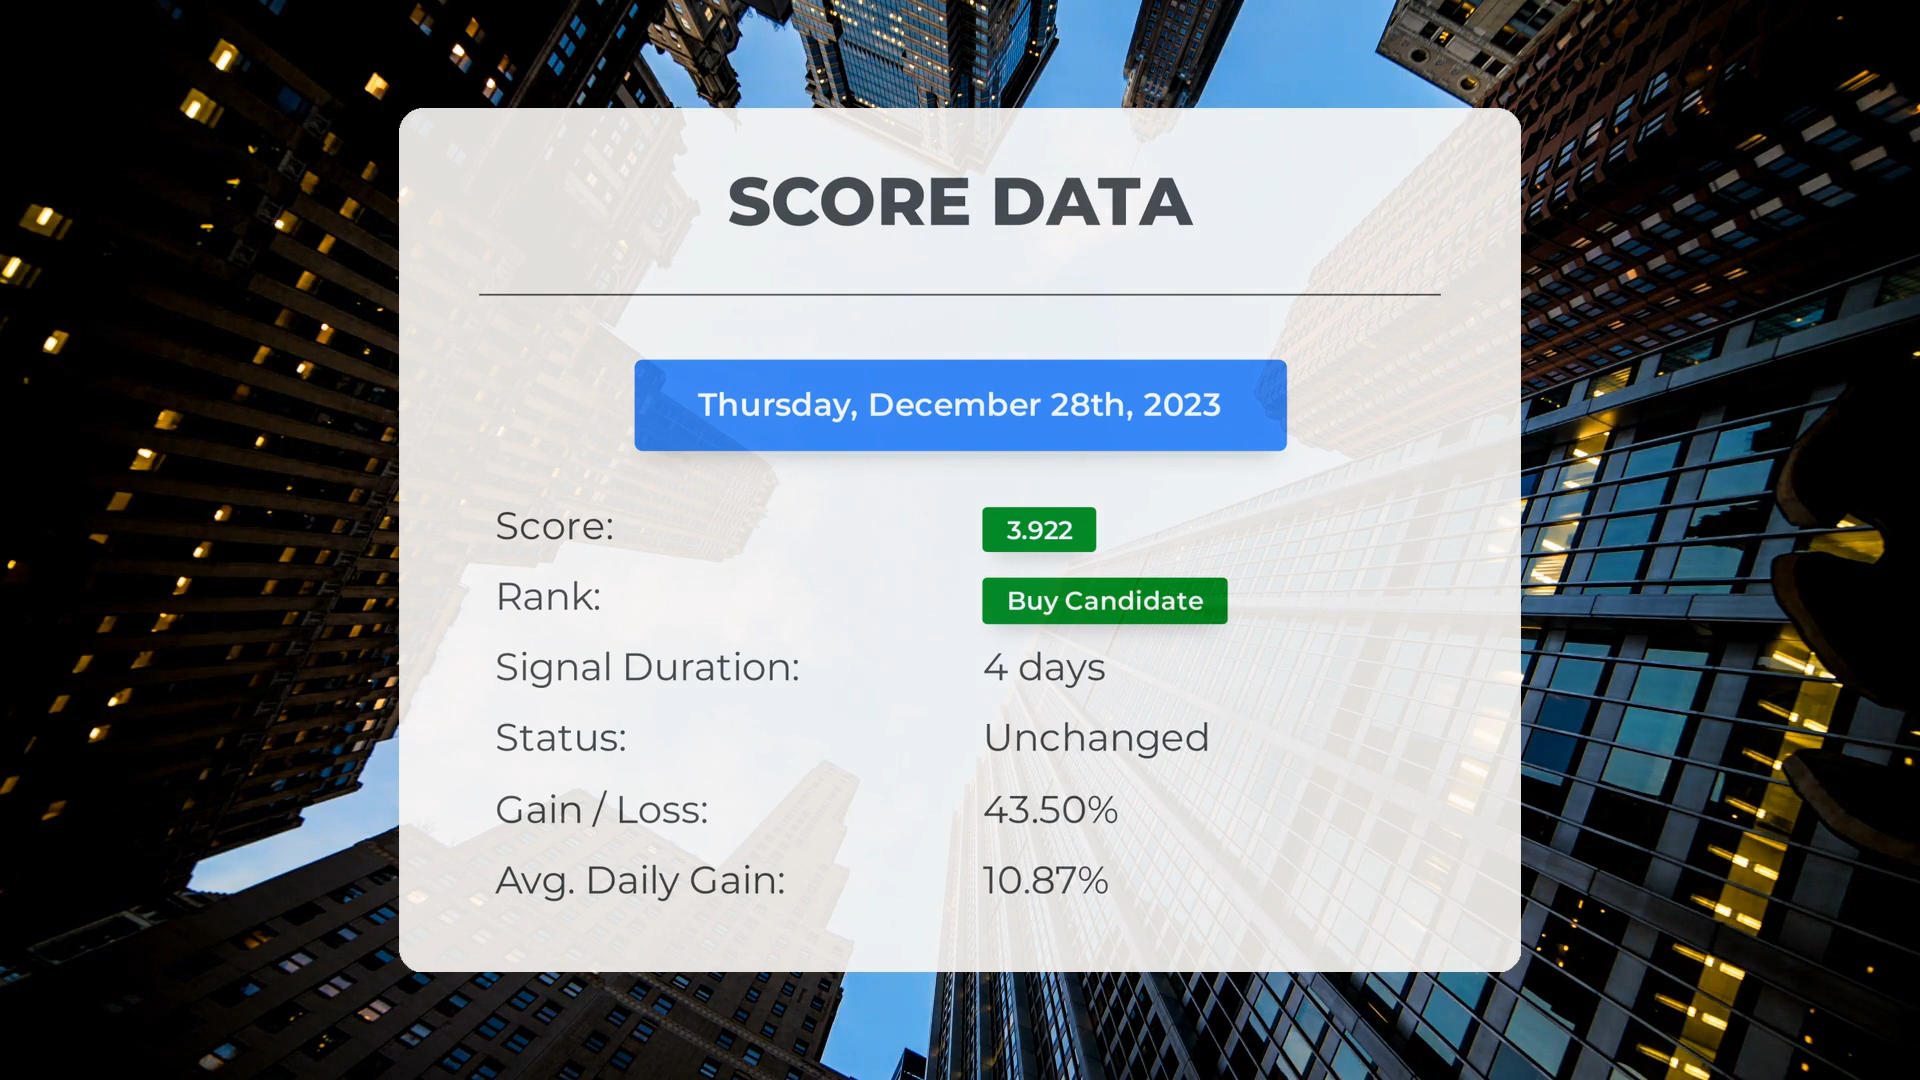 SCORE DATA
Thursday, December 28th, 2023
Score: 3.922
Rank: Buy Candidate
Signal Duration: 4 days
Status: Unchanged
Gain / Loss: 43.50%
Avg. Daily Gain: 10.87%